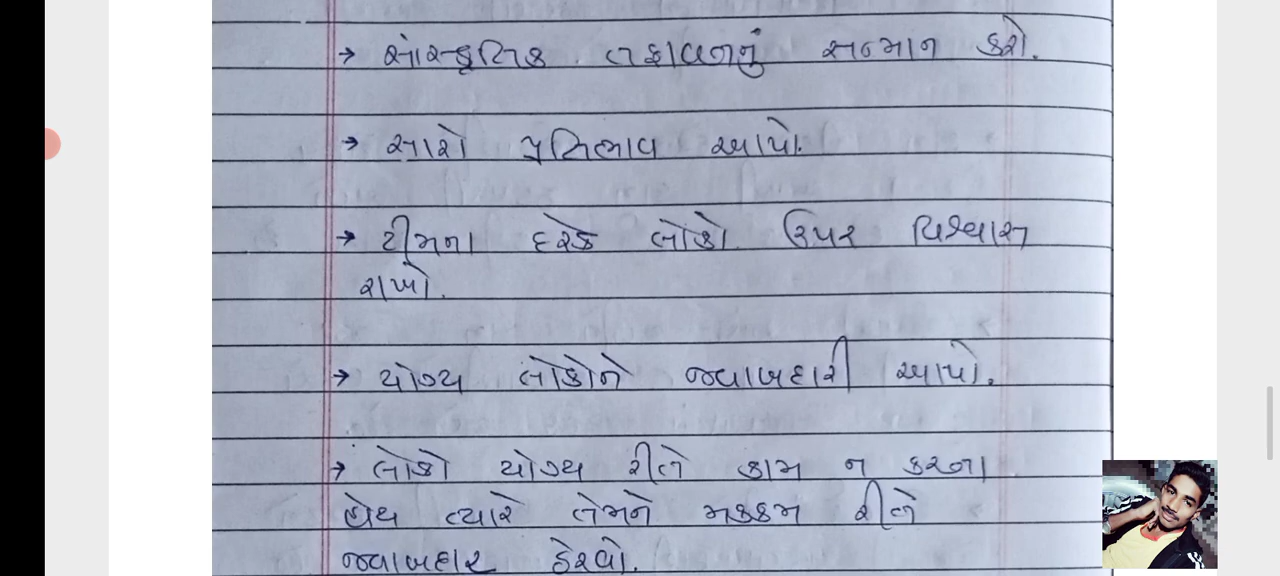 → સાંસ્કૃતિક તફાવતનું સન્માન કરો.
→ સારો પ્રતિભાવ આપો.
→ ટીમના દરેક લોકો ઉપર વિશ્વાસ
રાખો.
→ યોગ્ય લોકોને જવાબદારી આપો.
→ લોકો યોગ્ય રીતે કામ ન કરતા
હોય ત્યારે તેમને મક્કમ રીતે
જવાબદાર ઠેરવો.